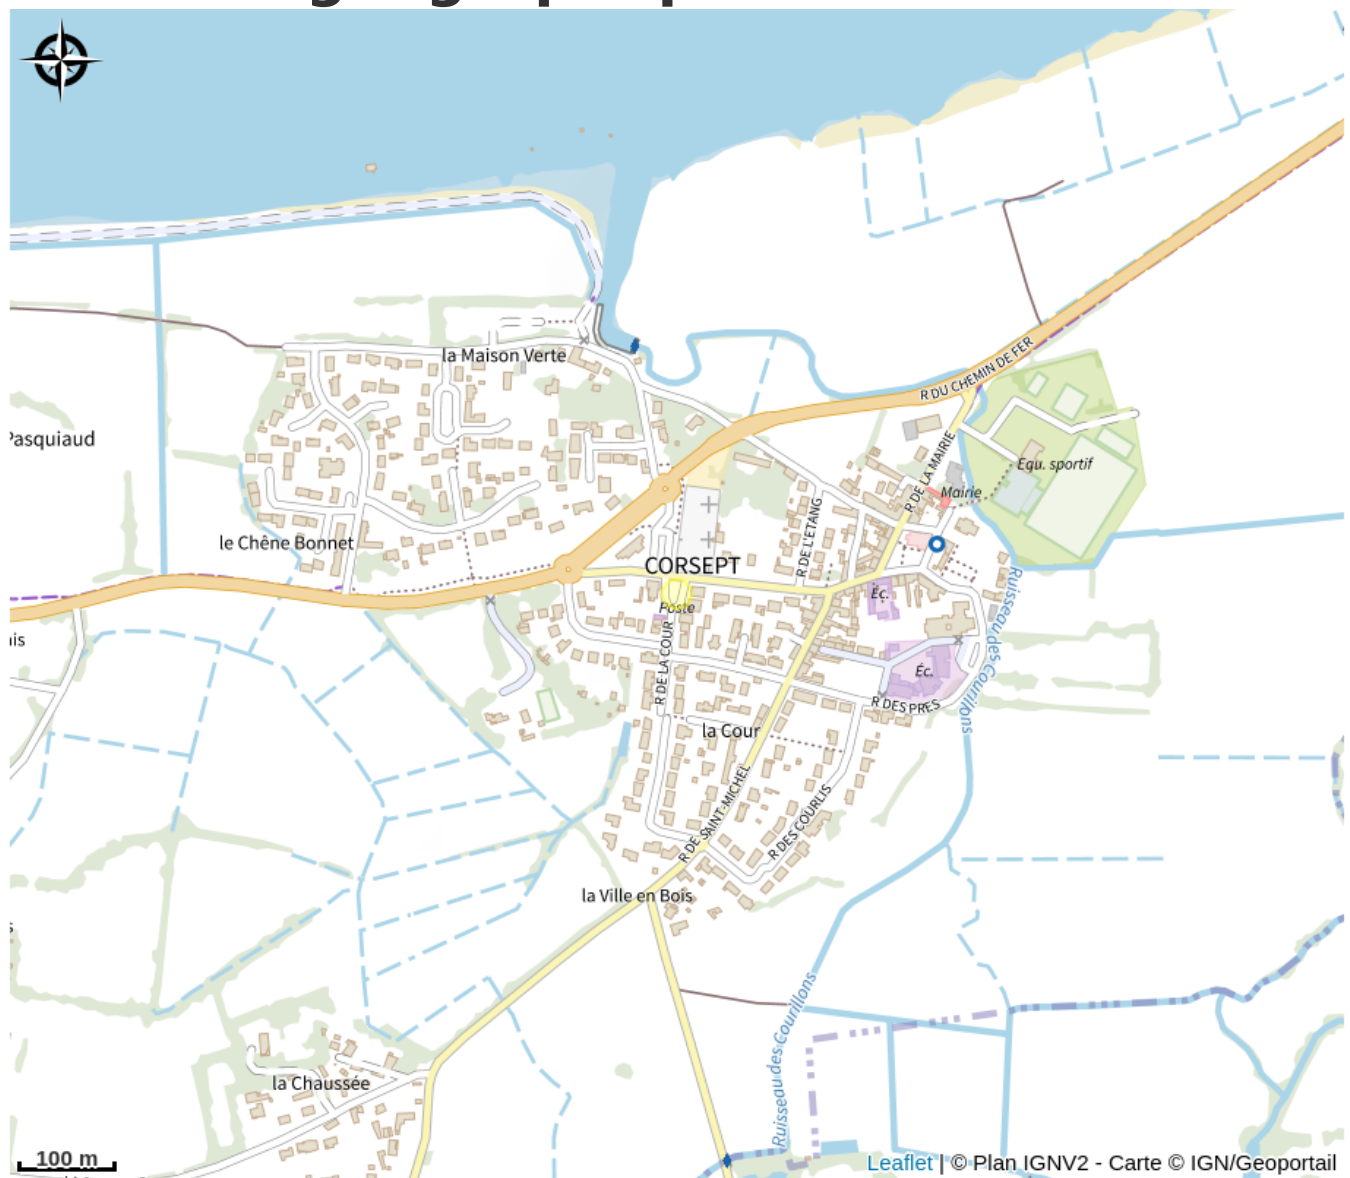 la Maison Verte
R DU CHEMIN DE FER
Pasquiaud
R DE LA MAIRIE
Equ. sportif
Mairie
R DE L'ETANG
le Chêne Bonnet
CORSEPT
Éc.
Poste
Ruisseau des Courillons
R DE LA COUR
Éc.
R DES PRES
la Cour
R DE SAINT-MICHEL
R DES COURLIS
la Ville en Bois
Ruisseau des Courillons
la Chaussée
100 m
Leaflet | © Plan IGNV2 - Carte © IGN/Geoportail